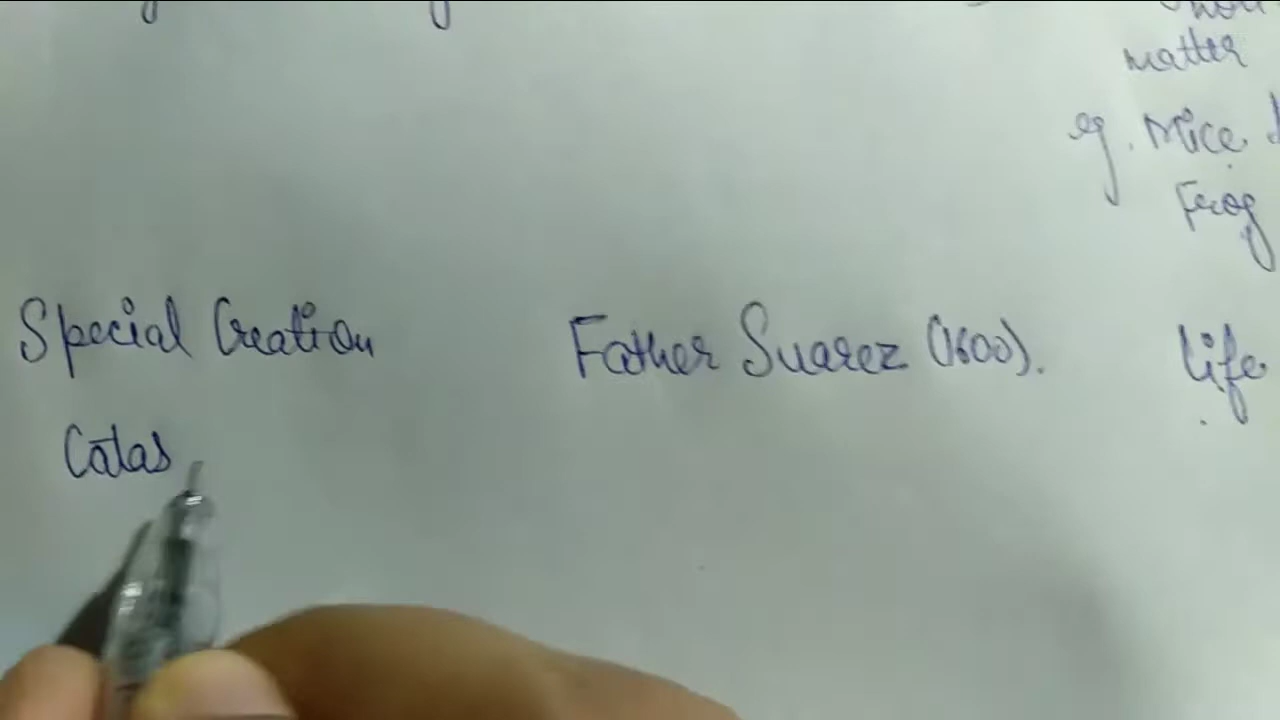 matter
eg. Mice
Frog
Special Creation Father Suarez (1600). life
Catas